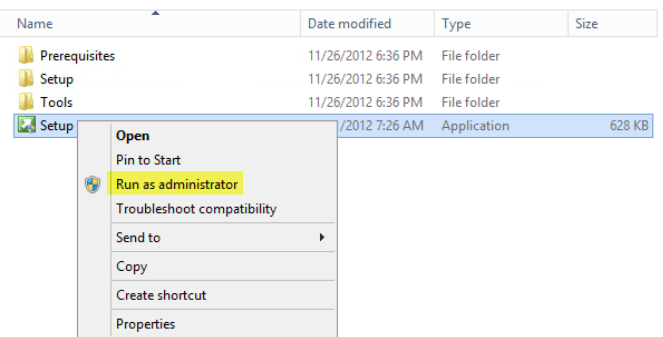 Name Date modified Type Size
Prerequisites 11/26/2012 6:36 PM File folder
Setup 11/26/2012 6:36 PM File folder
Tools 11/26/2012 6:36 PM File folder
Setup /2012 7:26 AM Application 628 KB
Open
Pin to Start
Run as administrator
Troubleshoot compatibility
Send to
Copy
Create shortcut
Properties